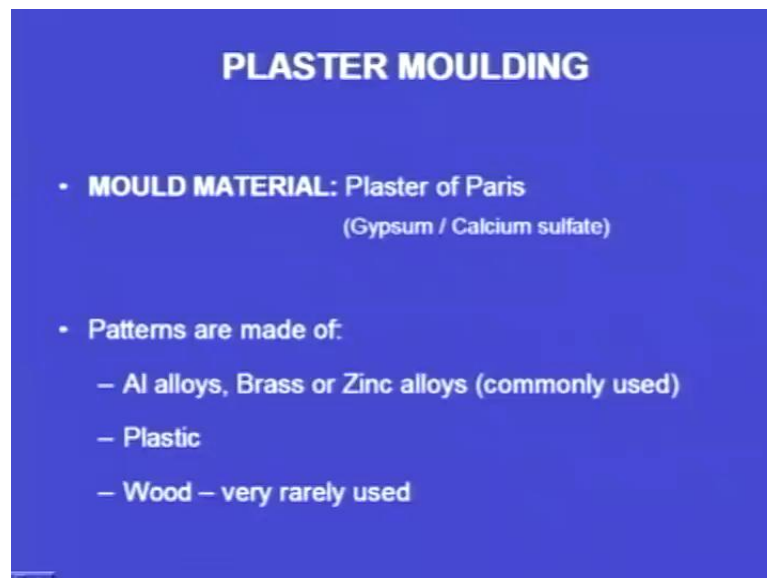 PLASTER MOULDING
• MOULD MATERIAL: Plaster of Paris
(Gypsum / Calcium sulfate)
• Patterns are made of:
– Al alloys, Brass or Zinc alloys (commonly used)
– Plastic
– Wood – very rarely used